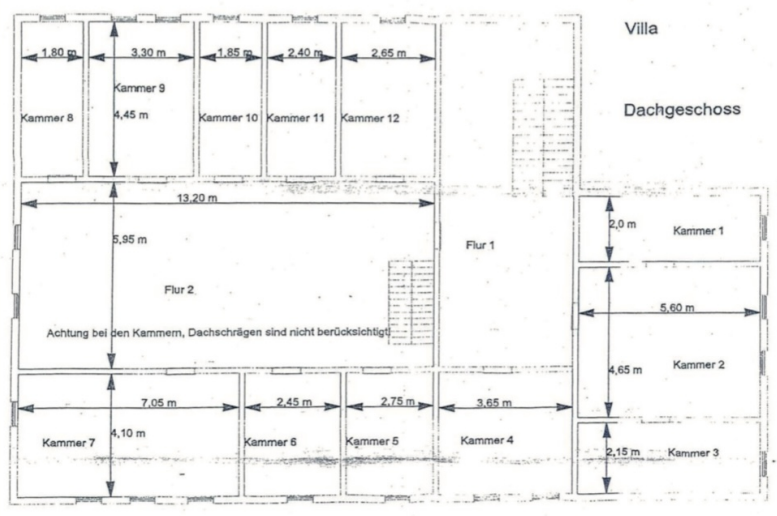 Villa
Dachgeschoss
1,80 m
3,30 m
1,85 m
2,40 m
2,65 m
Kammer 8
Kammer 9
4,45 m
Kammer 10
Kammer 11
Kammer 12
13,20 m
5,95 m
Flur 2
Flur 1
Achtung bei den Kammern, Dachschrägen sind nicht berücksichtigt!
2,0 m
Kammer 1
5,60 m
4,65 m
Kammer 2
2,15 m
Kammer 3
7,05 m
4,10 m
Kammer 7
2,45 m
Kammer 6
2,75 m
Kammer 5
3,65 m
Kammer 4